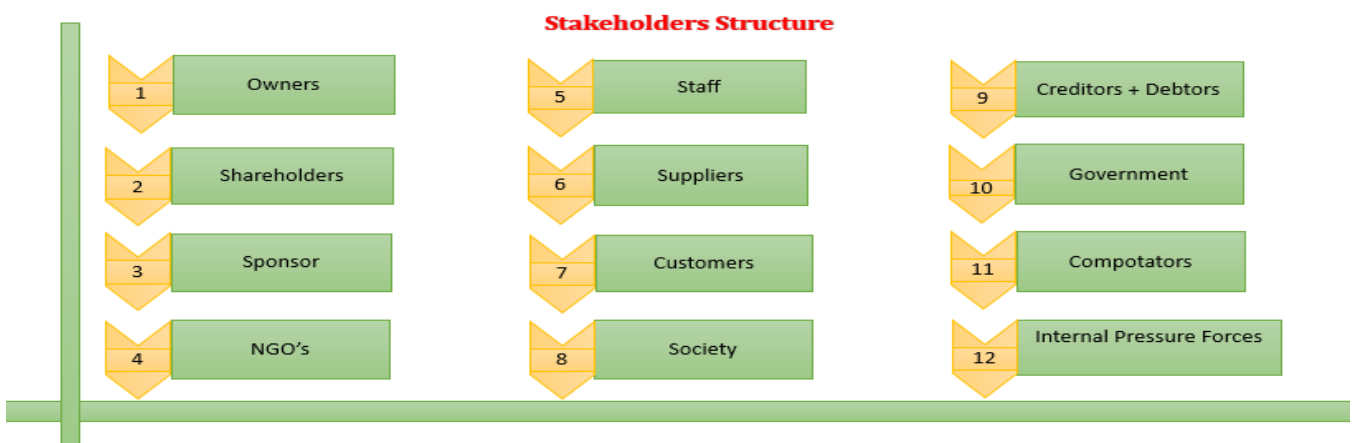 Stakeholders Structure
1 Owners
2 Shareholders
3 Sponsor
4 NGO’s
5 Staff
6 Suppliers
7 Customers
8 Society
9 Creditors + Debtors
10 Government
11 Compotators
12 Internal Pressure Forces